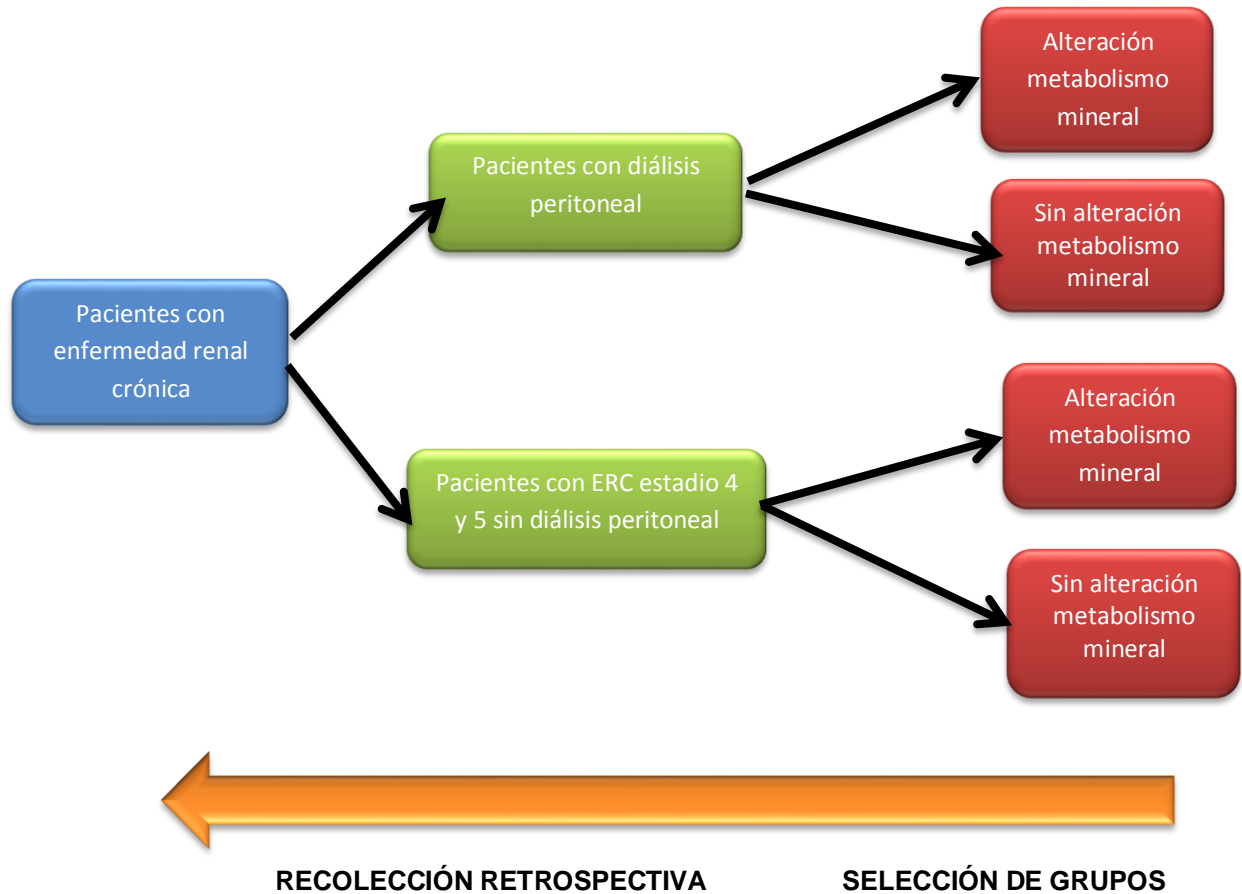 Alteración
metabolismo
mineral
Pacientes con diálisis
peritoneal
Sin alteración
metabolismo
mineral
Pacientes con
enfermedad renal
crónica
Alteración
metabolismo
mineral
Pacientes con ERC estadio 4
y 5 sin diálisis peritoneal
Sin alteración
metabolismo
mineral
RECOLECCIÓN RETROSPECTIVA
SELECCIÓN DE GRUPOS